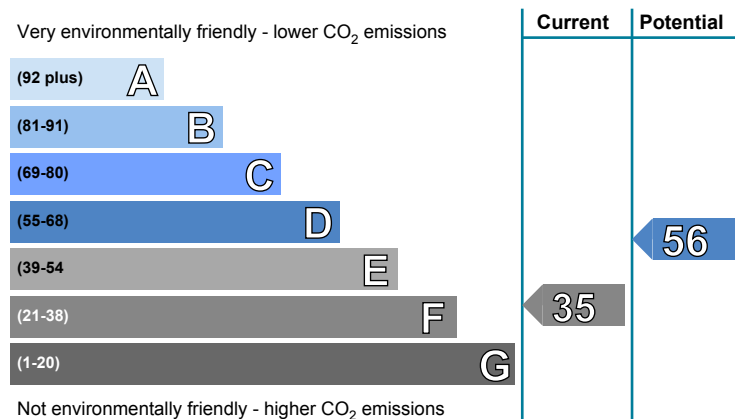 Current Potential
Very environmentally friendly - lower CO₂ emissions
(92 plus) A
(81-91) B
(69-80) C
(55-68) D
56
(39-54 E
(21-38) F
35
(1-20) G
Not environmentally friendly - higher CO₂ emissions